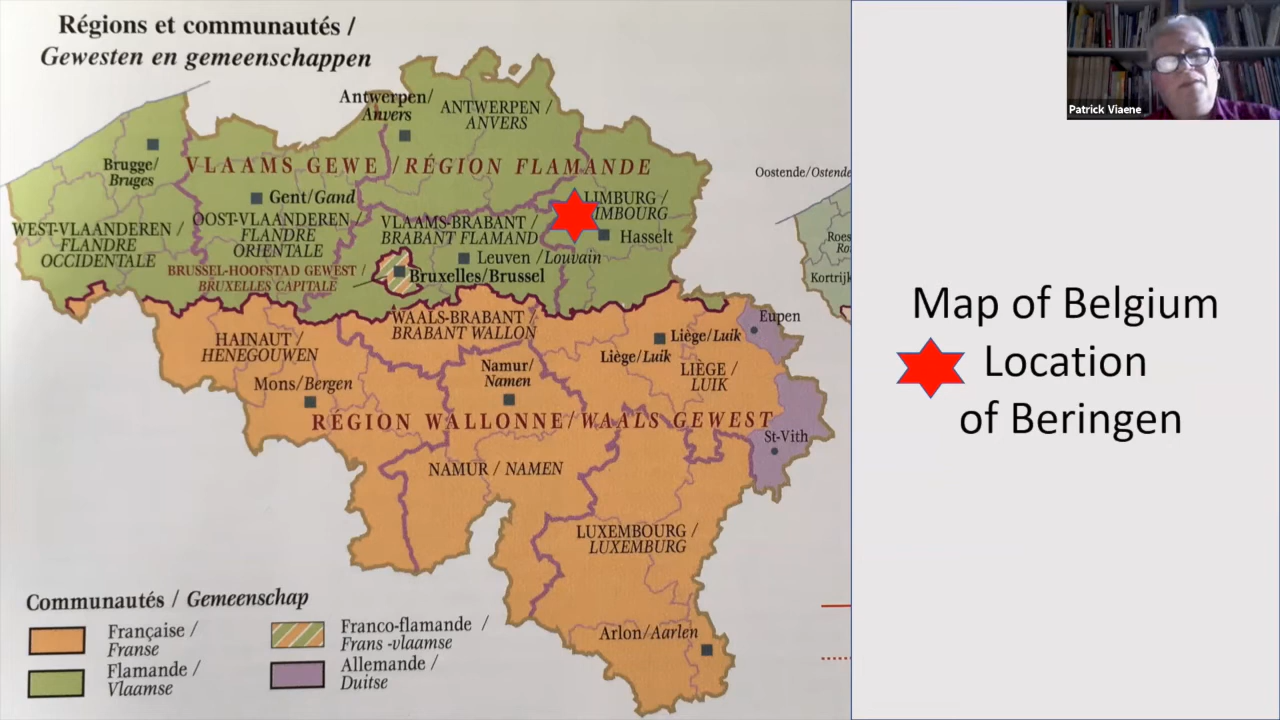 Régions et communautés /
Gewesten en gemeenschappen
Antwerpen/
Anvers
ANTWERPEN /
ANVERS
Brugge/
Bruges
VLAAMS GEWE /RÉGION FLAMANDE
Gent/Gand
LIMBURG /
IMBOURG
WEST-VLAANDEREN /
FLANDRE
OCCIDENTALE
OOST-VLAANDEREN /
FLANDRE
ORIENTALE
VLAAMS-BRABANT /
BRABANT FLAMAND
Hasselt
Leuven /Louvain
BRUSSEL-HOOFSTAD GEWEST /
BRUXELLES CAPITALE
Bruxelles/Brussel
WAALS-BRABANT /
BRABANT WALLON
HAINAUT /
HENEGOUWEN
Eupen
Liège/Luik
Liège/Luik
LIÈGE /
LUIK
Namur/
Namen
Mons/Bergen
RÉGION WALLONNE/WAALS GEWEST
St-Vith
NAMUR / NAMEN
LUXEMBOURG /
LUXEMBURG
Arlon/Aarlen
Communautés / Gemeenschap
Française /
Franse
Flamande /
Vlaamse
Franco-flamande /
Frans -vlaamse
Allemande /
Duitse
Oostende/Ostende
Roes
Kortrijk
Patrick Viaene
Map of Belgium
Location
of Beringen